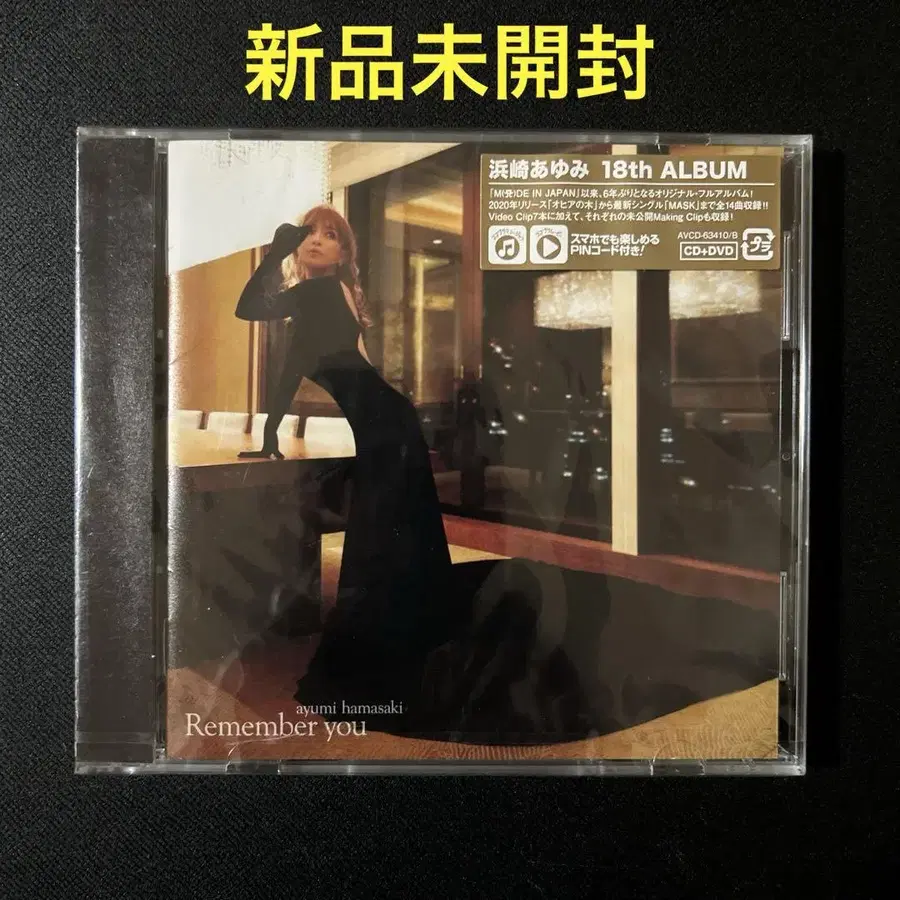 新品未開封
浜崎あゆみ 18th ALBUM
「M(受)DE IN JAPAN」以来、6年ぶりとなるオリジナル・フルアルバム!
2020年リリース「オヒアの木」から最新シングル「MASK」まで全14曲収録!!
Video Clip7本に加えて、それぞれの未公開Making Clipも収録!
スマホでも楽しめる
PINコード付き!
AVCD-63410/B
CD+DVD
プラ
ayumi hamasaki
Remember you